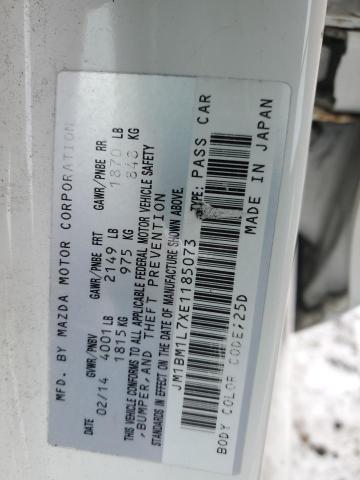 MFD. BY MAZDA MOTOR CORPORATION
DATE GVWR/PNBV GAWR/PNBE FRT GAWR/PNBE RR
02/14 4001 LB 2149 LB 1870 LB
1815 KG 975 KG 848 KG
THIS VEHICLE CONFORMS TO ALL APPLICABLE FEDERAL MOTOR VEHICLE SAFETY
, BUMPER, AND THEFT PREVENTION
STANDARDS IN EFFECT ON THE DATE OF MANUFACTURE SHOWN ABOVE.
JM1BM1L7XE1185073 TYPE: PASS CAR
BODY COLOR CODE;25D MADE IN JAPAN